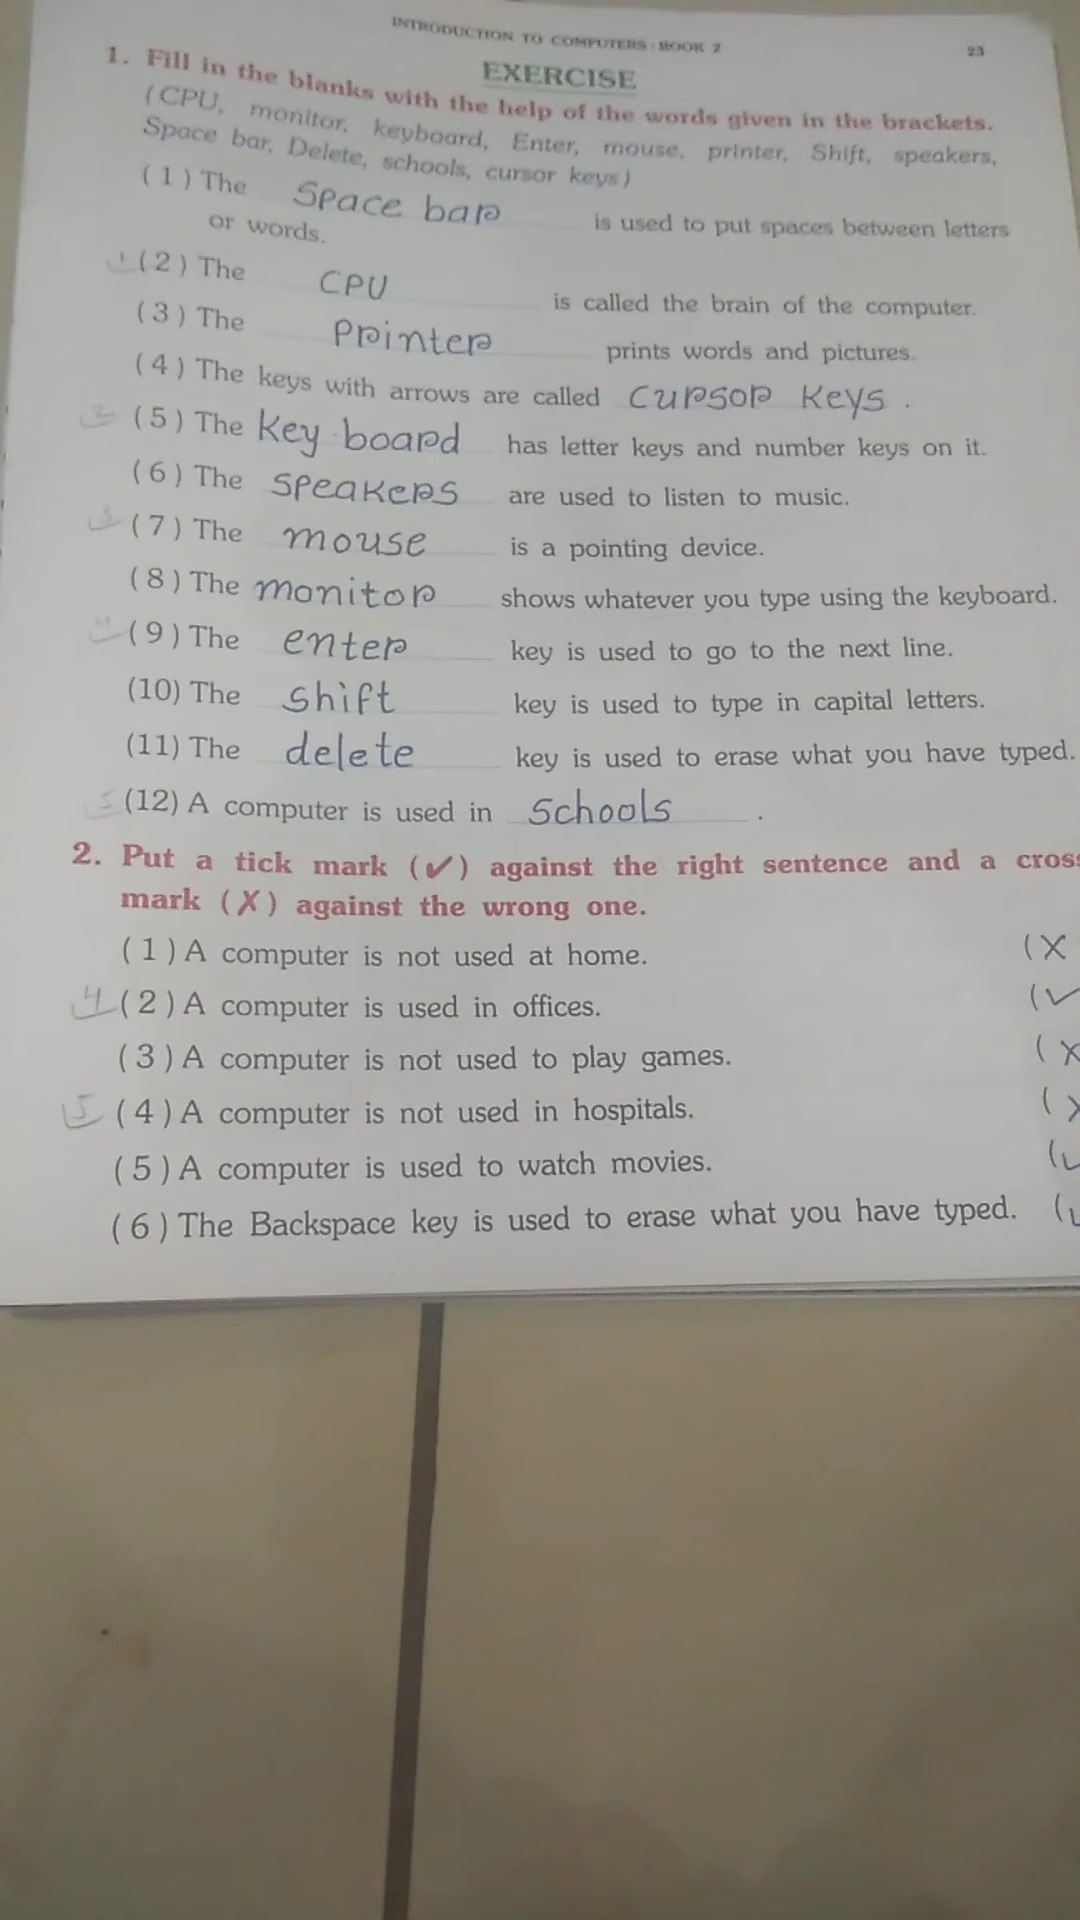 INTRODUCTION TO COMPUTERS : BOOK 2 23
EXERCISE
1. Fill in the blanks with the help of the words given in the brackets.
(CPU, monitor, keyboard, Enter, mouse, printer, Shift, speakers,
Space bar, Delete, schools, cursor keys)
(1) The Space bar is used to put spaces between letters
or words.
1 (2) The CPU is called the brain of the computer.
(3) The Printer prints words and pictures.
(4) The keys with arrows are called Cursor Keys .
2 (5) The Key board has letter keys and number keys on it.
(6) The Speakers are used to listen to music.
3 (7) The mouse is a pointing device.
(8) The monitor shows whatever you type using the keyboard.
4 (9) The enter key is used to go to the next line.
(10) The shift key is used to type in capital letters.
(11) The delete key is used to erase what you have typed.
5 (12) A computer is used in Schools .
2. Put a tick mark (✓) against the right sentence and a cross
mark (✗) against the wrong one.
(1) A computer is not used at home. (X
4 (2) A computer is used in offices. (✓
(3) A computer is not used to play games. (X
5 (4) A computer is not used in hospitals. (X
(5) A computer is used to watch movies. (✓
(6) The Backspace key is used to erase what you have typed. (✓